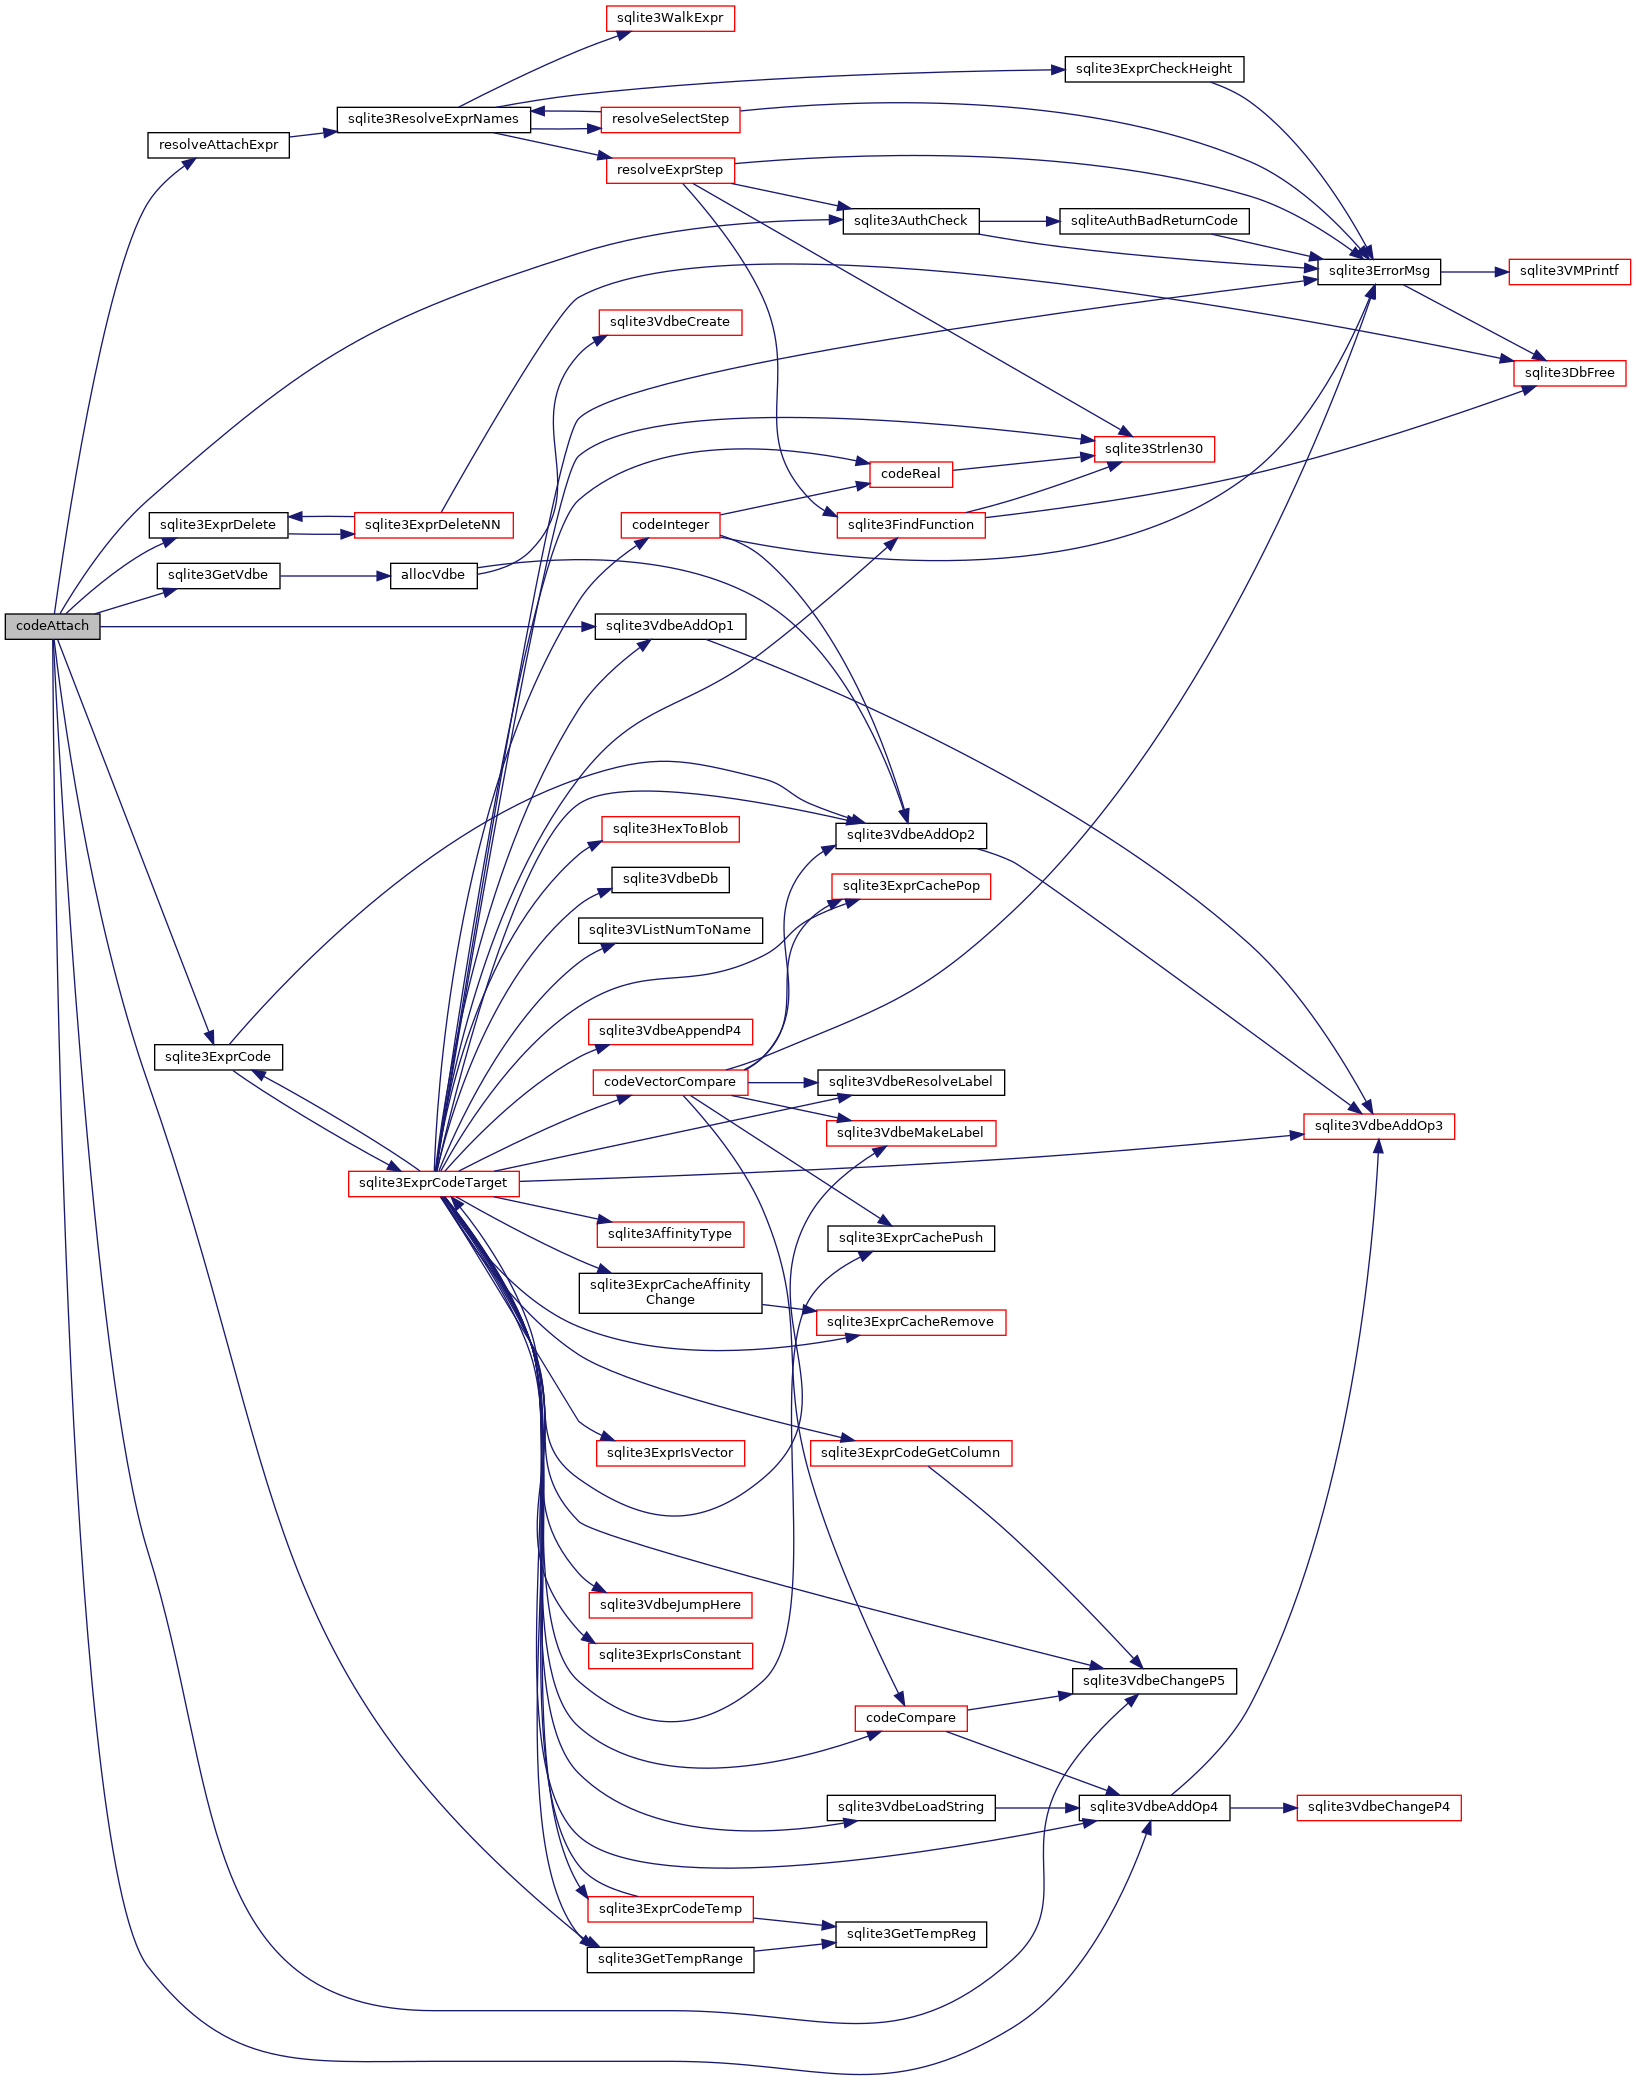 sqlite3WalkExpr
sqlite3ExprCheckHeight
sqlite3ResolveExprNames
resolveSelectStep
resolveAttachExpr
resolveExprStep
sqlite3AuthCheck
sqliteAuthBadReturnCode
sqlite3ErrorMsg
sqlite3VMPrintf
sqlite3VdbeCreate
sqlite3DbFree
sqlite3Strlen30
codeReal
sqlite3ExprDelete
sqlite3ExprDeleteNN
codeInteger
sqlite3FindFunction
sqlite3GetVdbe
allocVdbe
codeAttach
sqlite3VdbeAddOp1
sqlite3HexToBlob
sqlite3VdbeAddOp2
sqlite3VdbeDb
sqlite3ExprCachePop
sqlite3VListNumToName
sqlite3VdbeAppendP4
sqlite3ExprCode
codeVectorCompare
sqlite3VdbeResolveLabel
sqlite3VdbeMakeLabel
sqlite3VdbeAddOp3
sqlite3ExprCodeTarget
sqlite3AffinityType
sqlite3ExprCachePush
sqlite3ExprCacheAffinity
Change
sqlite3ExprCacheRemove
sqlite3ExprIsVector
sqlite3ExprCodeGetColumn
sqlite3VdbeJumpHere
sqlite3ExprIsConstant
sqlite3VdbeChangeP5
codeCompare
sqlite3VdbeLoadString
sqlite3VdbeAddOp4
sqlite3VdbeChangeP4
sqlite3ExprCodeTemp
sqlite3GetTempReg
sqlite3GetTempRange